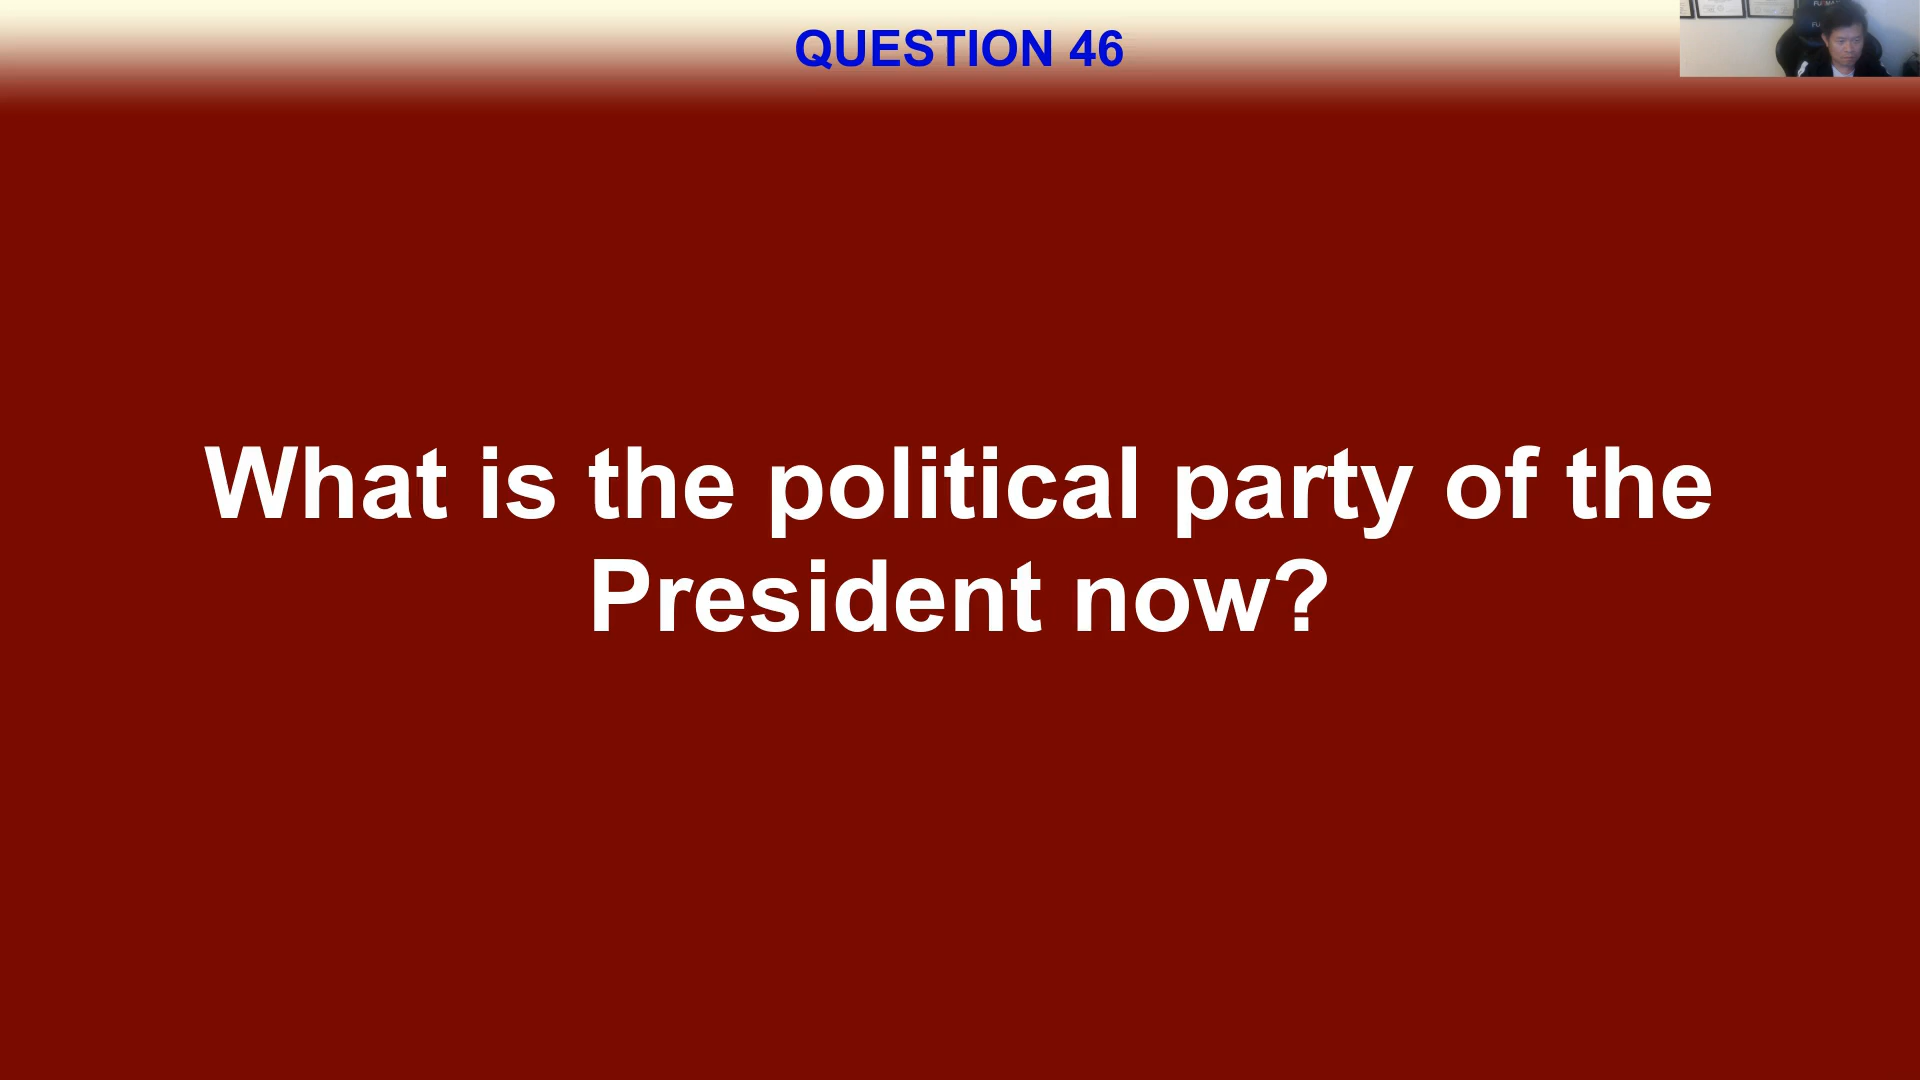 QUESTION 46
What is the political party of the
President now?